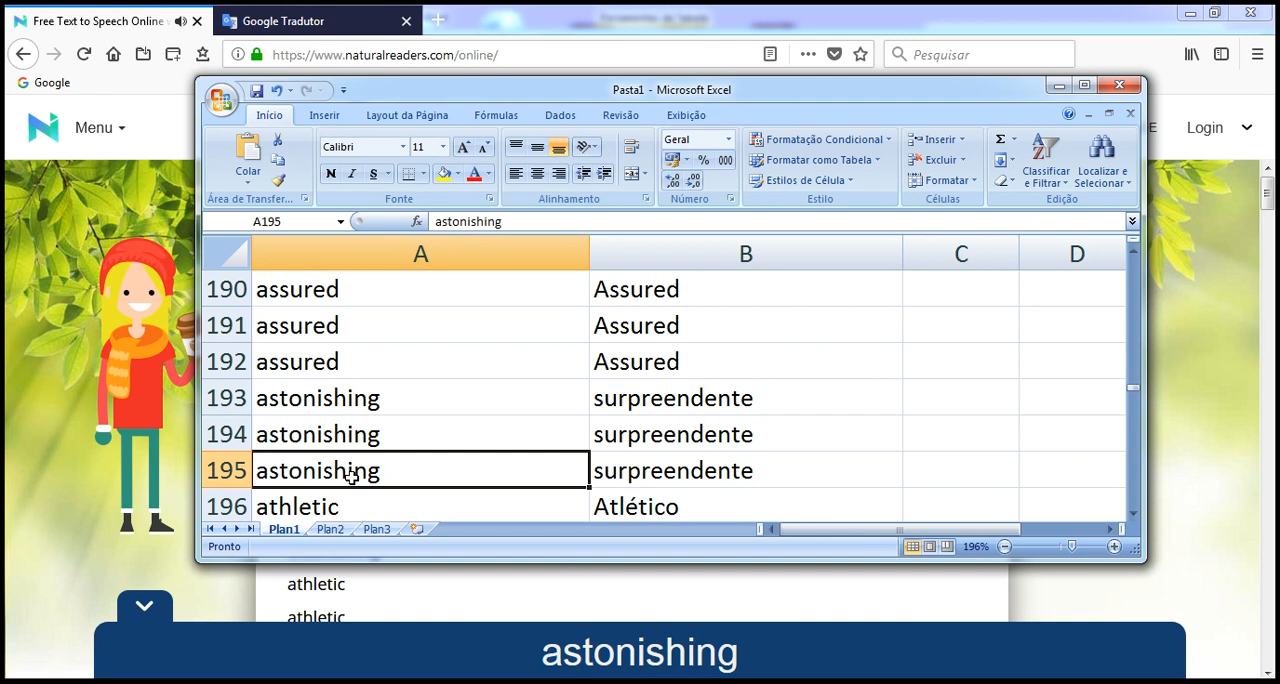 Free Text to Speech Online
Google Tradutor
https://www.naturalreaders.com/online/
Pesquisar
Google
Menu
E
Login
Pasta1 - Microsoft Excel
Início Inserir Layout da Página Fórmulas Dados Revisão Exibição
Colar
Calibri 11
N I S
Geral
% 000
Formatação Condicional
Formatar como Tabela
Estilos de Célula
Inserir
Excluir
Formatar
Classificar e Filtrar
Localizar e Selecionar
Área de Transfer... Fonte Alinhamento Número Estilo Células Edição
A195 fx astonishing
A B C D
190 assured Assured
191 assured Assured
192 assured Assured
193 astonishing surpreendente
194 astonishing surpreendente
195 astonishing surpreendente
196 athletic Atlético
Plan1 Plan2 Plan3
Pronto 196%
athletic
athletic
astonishing